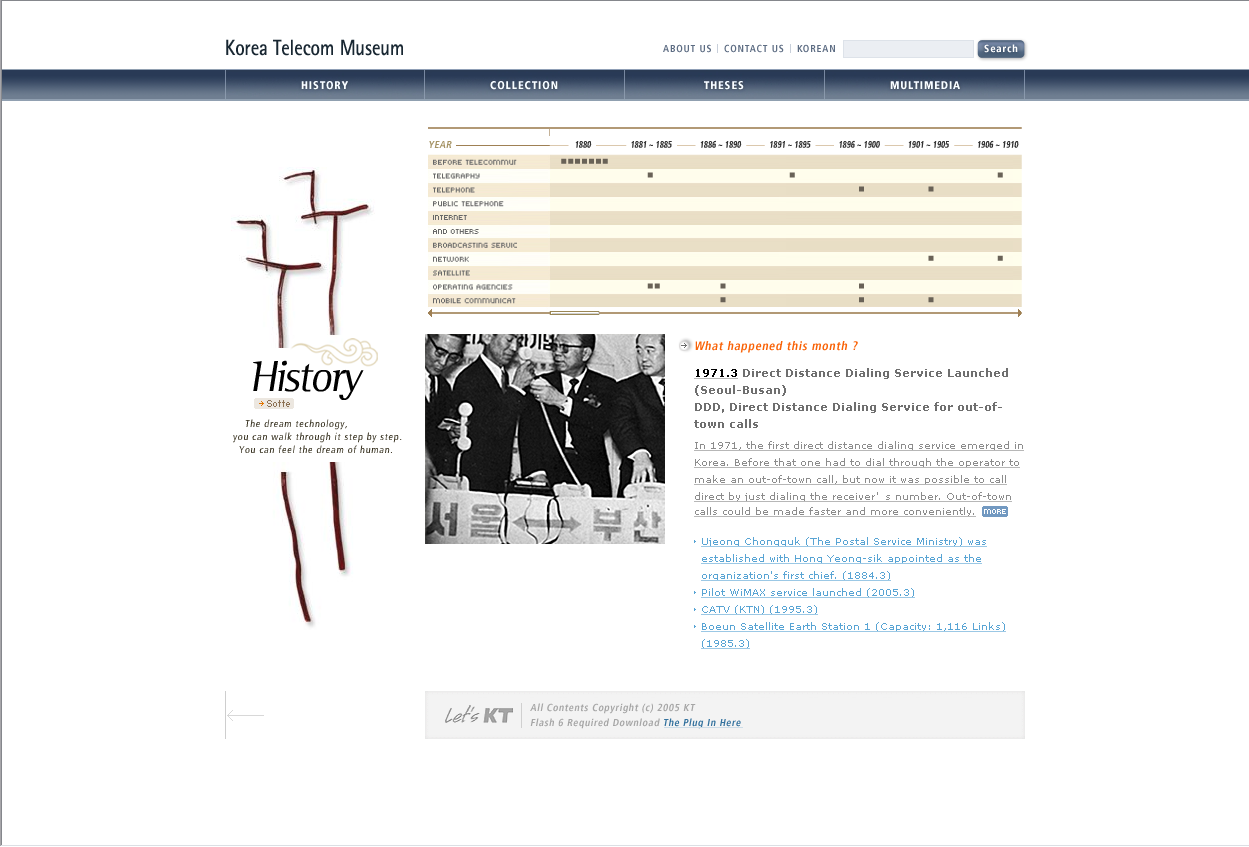 Korea Telecom Museum
ABOUT US | CONTACT US | KOREAN
Search
HISTORY
COLLECTION
THESES
MULTIMEDIA
YEAR
1880
1881 ~ 1885
1886 ~ 1890
1891 ~ 1895
1896 ~ 1900
1901 ~ 1905
1906 ~ 1910
BEFORE TELECOMMUN
TELEGRAPHY
TELEPHONE
PUBLIC TELEPHONE
INTERNET
AND OTHERS
BROADCASTING SERVIC
NETWORK
SATELLITE
OPERATING AGENCIES
MOBILE COMMUNICAT
History
Sotte
The dream technology,
you can walk through it step by step.
You can feel the dream of human.
서울
부산
What happened this month ?
1971.3 Direct Distance Dialing Service Launched
(Seoul-Busan)
DDD, Direct Distance Dialing Service for out-of-
town calls
In 1971, the first direct distance dialing service emerged in
Korea. Before that one had to dial through the operator to
make an out-of-town call, but now it was possible to call
direct by just dialing the receiver' s number. Out-of-town
calls could be made faster and more conveniently. MORE
Ujeong Chongguk (The Postal Service Ministry) was
established with Hong Yeong-sik appointed as the
organization's first chief. (1884.3)
Pilot WiMAX service launched (2005.3)
CATV (KTN) (1995.3)
Boeun Satellite Earth Station 1 (Capacity: 1,116 Links)
(1985.3)
Let's KT
All Contents Copyright (c) 2005 KT
Flash 6 Required Download The Plug In Here